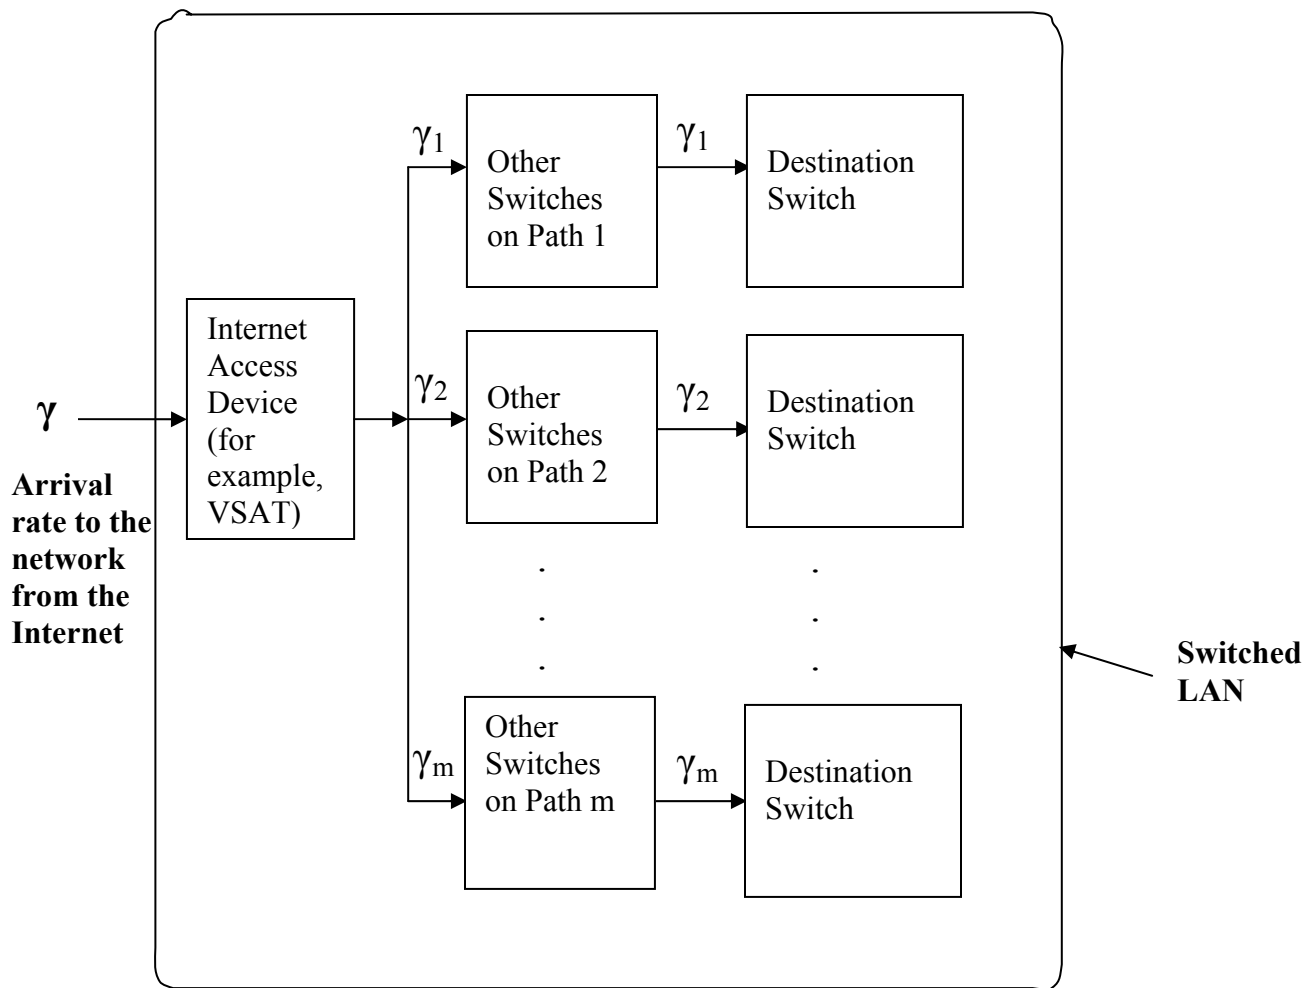 γ1
Other
Switches
on Path 1
γ1
Destination
Switch
Internet
Access
Device
(for
example,
VSAT)
γ
Arrival
rate to the
network
from the
Internet
γ2
Other
Switches
on Path 2
γ2
Destination
Switch
γm
Other
Switches
on Path m
γm
Destination
Switch
Switched
LAN